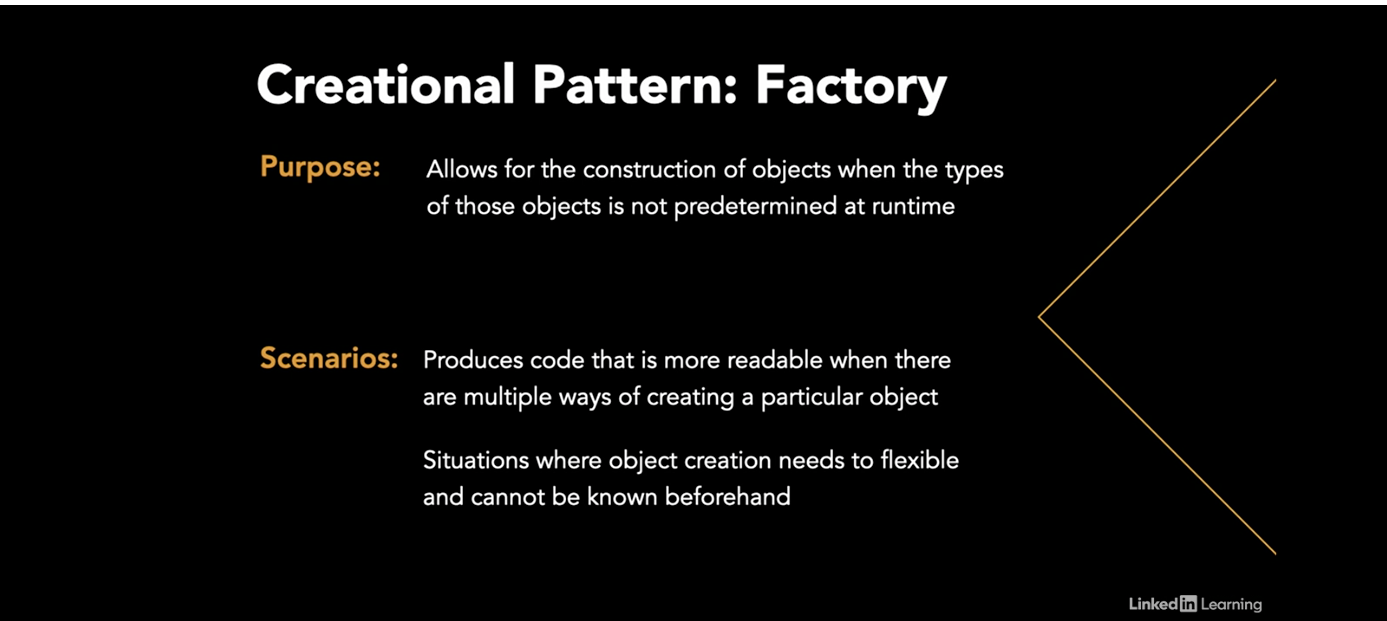 Creational Pattern: Factory
Purpose:
Allows for the construction of objects when the types
of those objects is not predetermined at runtime
Scenarios:
Produces code that is more readable when there
are multiple ways of creating a particular object
Situations where object creation needs to flexible
and cannot be known beforehand
Linked in Learning